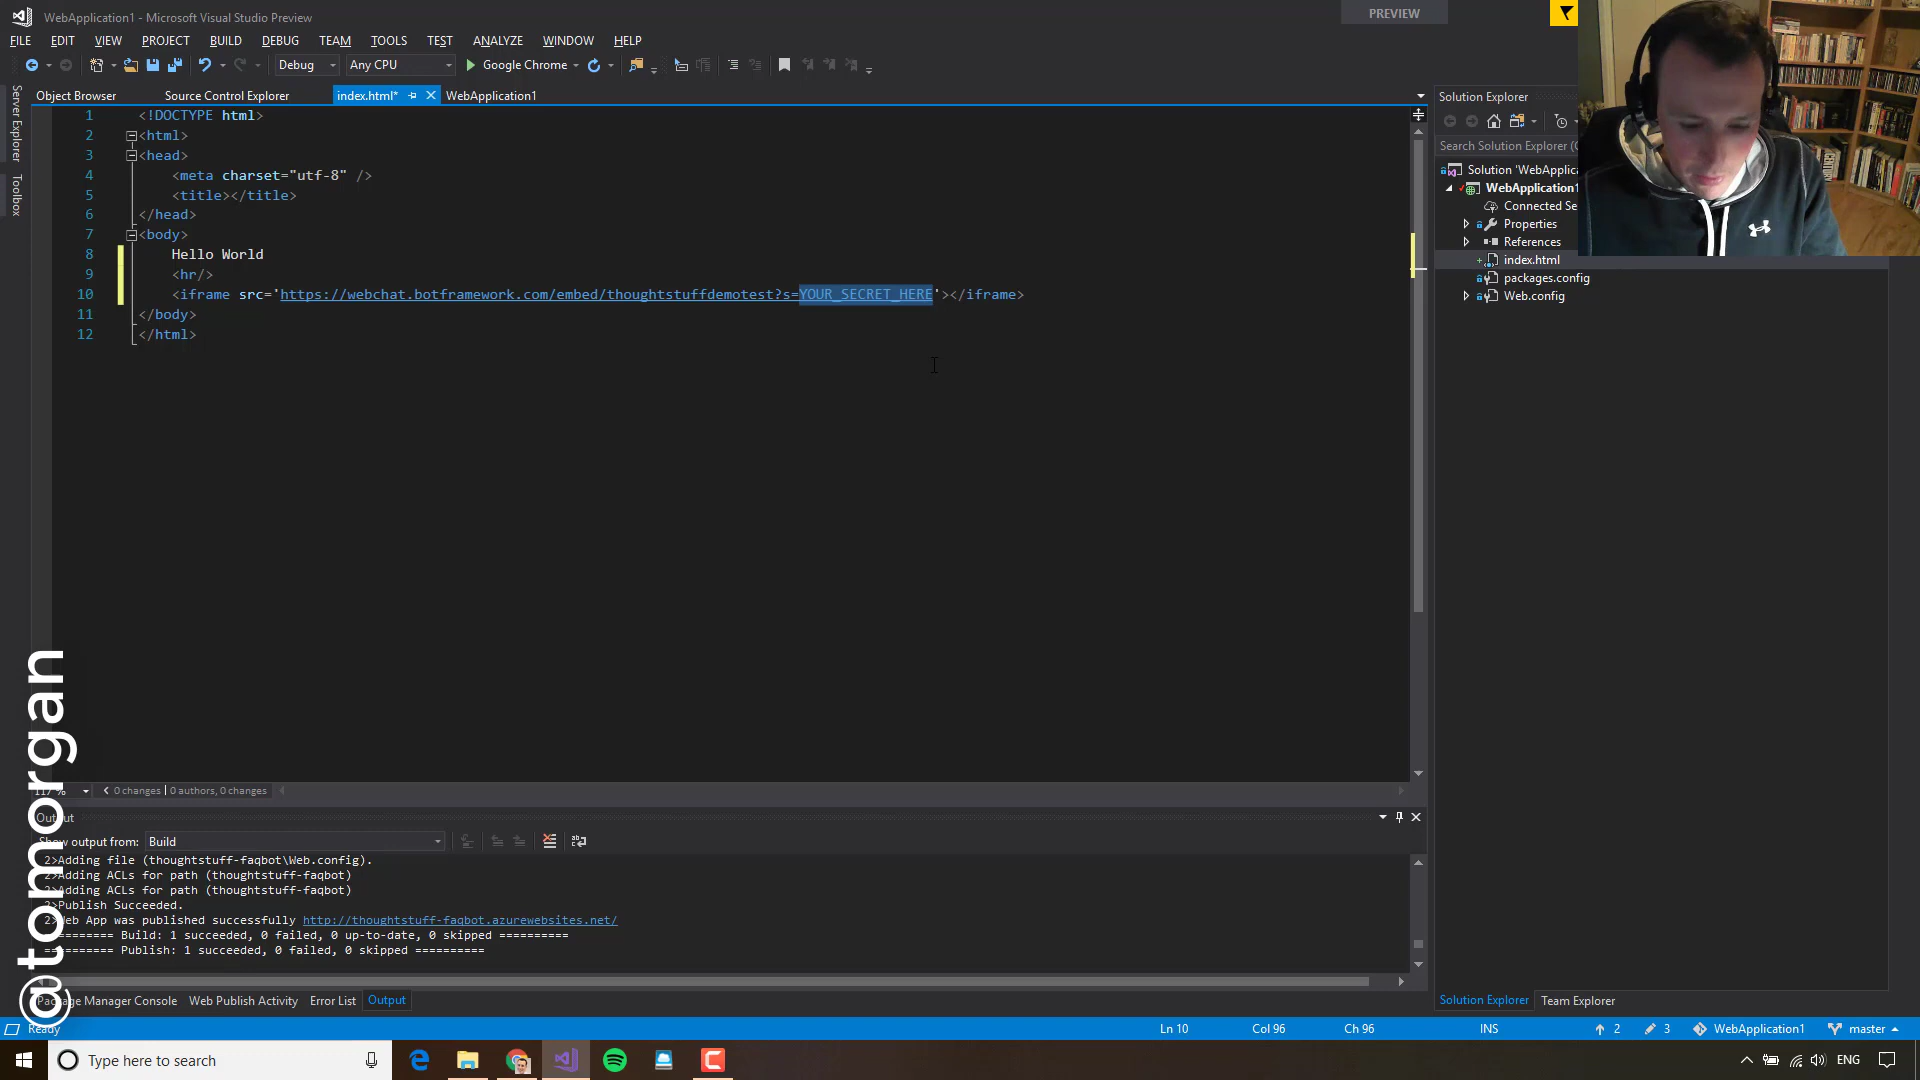 WebApplication1 - Microsoft Visual Studio Preview
PREVIEW
FILE EDIT VIEW PROJECT BUILD DEBUG TEAM TOOLS TEST ANALYZE WINDOW HELP
Debug Any CPU Google Chrome
Server Explorer
Toolbox
Object Browser Source Control Explorer index.html* WebApplication1
1 <!DOCTYPE html>
2 <html>
3 <head>
4 <meta charset="utf-8" />
5 <title></title>
6 </head>
7 <body>
8 Hello World
9 <hr/>
10 <iframe src='https://webchat.botframework.com/embed/thoughtstuffdemotest?s=YOUR_SECRET_HERE'></iframe>
11 </body>
12 </html>
Solution Explorer
Search Solution Explorer (C
Solution 'WebApplic
WebApplication1
Connected Se
Properties
References
index.html
packages.config
Web.config
117 % 0 changes | 0 authors, 0 changes
Output
Show output from: Build
2>Adding file (thoughtstuff-faqbot\Web.config).
2>Adding ACLs for path (thoughtstuff-faqbot)
2>Adding ACLs for path (thoughtstuff-faqbot)
2>Publish Succeeded.
2>Web App was published successfully http://thoughtstuff-faqbot.azurewebsites.net/
========== Build: 1 succeeded, 0 failed, 0 up-to-date, 0 skipped ==========
========== Publish: 1 succeeded, 0 failed, 0 skipped ==========
Package Manager Console Web Publish Activity Error List Output
Solution Explorer Team Explorer
Ready Ln 10 Col 96 Ch 96 INS 2 3 WebApplication1 master
@tomorgan
Type here to search
ENG